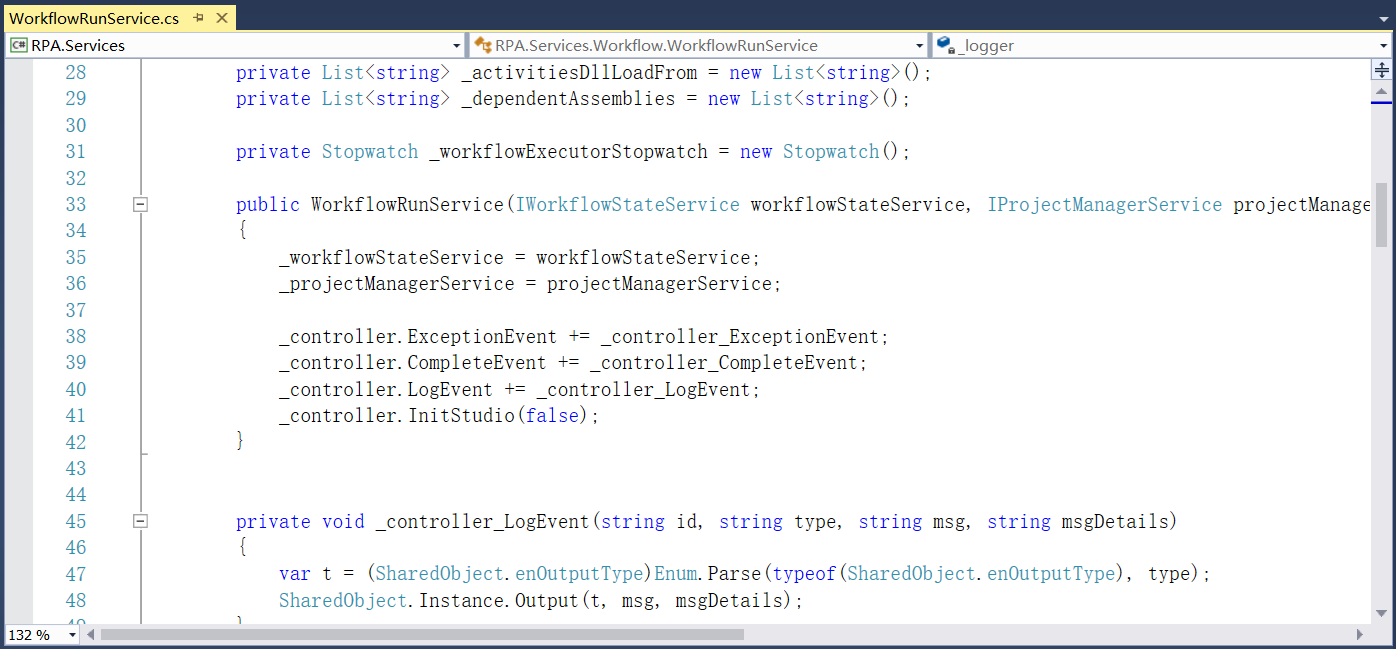 WorkflowRunService.cs
RPA.Services
RPA.Services.Workflow.WorkflowRunService
_logger
28 private List<string> _activitiesDllLoadFrom = new List<string>();
29 private List<string> _dependentAssemblies = new List<string>();
30
31 private Stopwatch _workflowExecutorStopwatch = new Stopwatch();
32
33 public WorkflowRunService(IWorkflowStateService workflowStateService, IProjectManagerService projectManage
34 {
35 _workflowStateService = workflowStateService;
36 _projectManagerService = projectManagerService;
37
38 _controller.ExceptionEvent += _controller_ExceptionEvent;
39 _controller.CompleteEvent += _controller_CompleteEvent;
40 _controller.LogEvent += _controller_LogEvent;
41 _controller.InitStudio(false);
42 }
43
44
45 private void _controller_LogEvent(string id, string type, string msg, string msgDetails)
46 {
47 var t = (SharedObject.enOutputType)Enum.Parse(typeof(SharedObject.enOutputType), type);
48 SharedObject.Instance.Output(t, msg, msgDetails);
49 }
132 %